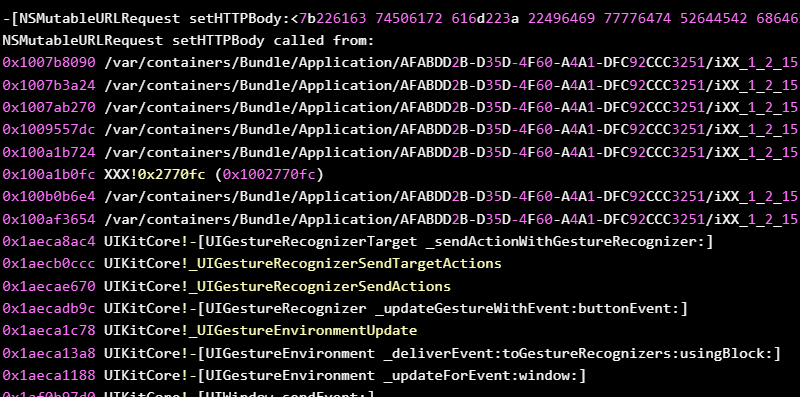 -[NSMutableURLRequest setHTTPBody:<7b226163 74506172 616d223a 22496469 77776474 52644542 68646
NSMutableURLRequest setHTTPBody called from:
0x1007b8090 /var/containers/Bundle/Application/AFABDD2B-D35D-4F60-A4A1-DFC92CCC3251/iXX_1_2_15
0x1007b3a24 /var/containers/Bundle/Application/AFABDD2B-D35D-4F60-A4A1-DFC92CCC3251/iXX_1_2_15
0x1007ab270 /var/containers/Bundle/Application/AFABDD2B-D35D-4F60-A4A1-DFC92CCC3251/iXX_1_2_15
0x1009557dc /var/containers/Bundle/Application/AFABDD2B-D35D-4F60-A4A1-DFC92CCC3251/iXX_1_2_15
0x100a1b724 /var/containers/Bundle/Application/AFABDD2B-D35D-4F60-A4A1-DFC92CCC3251/iXX_1_2_15
0x100a1b0fc XXX!0x2770fc (0x1002770fc)
0x100b0b6e4 /var/containers/Bundle/Application/AFABDD2B-D35D-4F60-A4A1-DFC92CCC3251/iXX_1_2_15
0x100af3654 /var/containers/Bundle/Application/AFABDD2B-D35D-4F60-A4A1-DFC92CCC3251/iXX_1_2_15
0x1aeca8ac4 UIKitCore!-[UIGestureRecognizerTarget _sendActionWithGestureRecognizer:]
0x1aecb0ccc UIKitCore!_UIGestureRecognizerSendTargetActions
0x1aecae670 UIKitCore!_UIGestureRecognizerSendActions
0x1aecadb9c UIKitCore!-[UIGestureRecognizer _updateGestureWithEvent:buttonEvent:]
0x1aeca1c78 UIKitCore!_UIGestureEnvironmentUpdate
0x1aeca13a8 UIKitCore!-[UIGestureEnvironment _deliverEvent:toGestureRecognizers:usingBlock:]
0x1aeca1188 UIKitCore!-[UIGestureEnvironment _updateForEvent:window:]
0x1af0b97d0 UIKitCore!-[UIWindow sendEvent:]